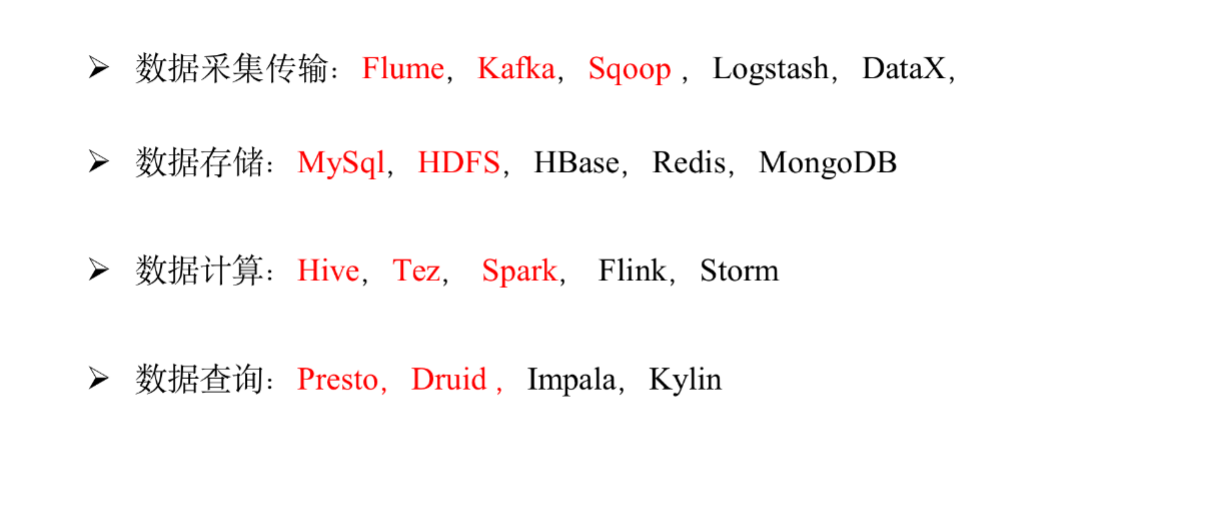 ➢ 数据采集传输：Flume，Kafka，Sqoop ，Logstash，DataX，
➢ 数据存储：MySql，HDFS，HBase，Redis，MongoDB
➢ 数据计算：Hive，Tez， Spark， Flink，Storm
➢ 数据查询：Presto，Druid ，Impala，Kylin